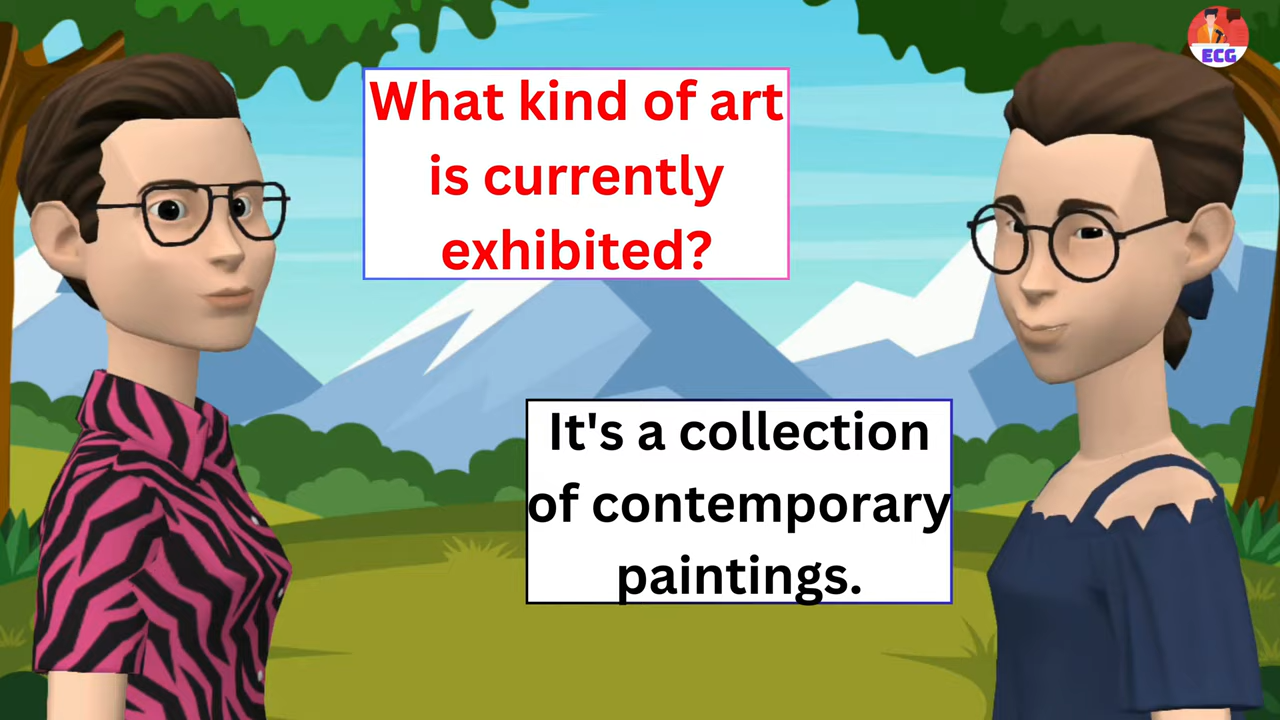 ECG
What kind of art
is currently
exhibited?
It's a collection
of contemporary
paintings.